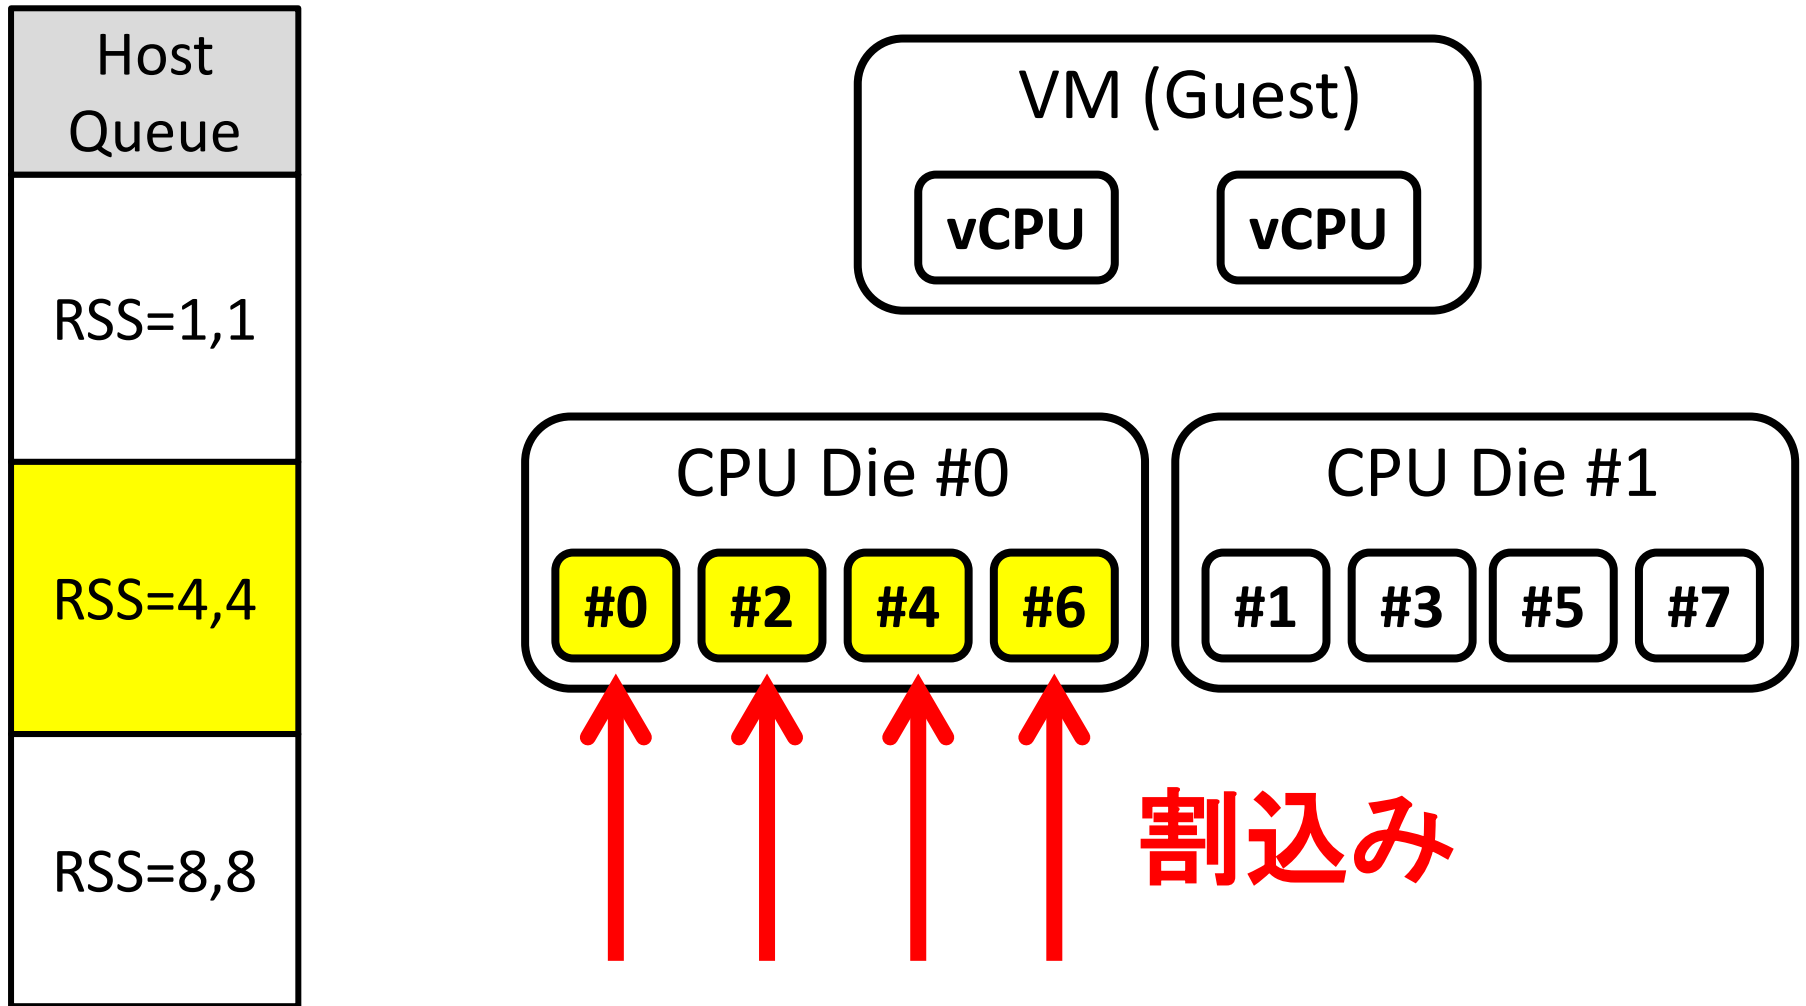 Host
Queue
RSS=1,1
RSS=4,4
RSS=8,8
VM (Guest)
vCPU vCPU
CPU Die #0
#0 #2 #4 #6
CPU Die #1
#1 #3 #5 #7
割込み